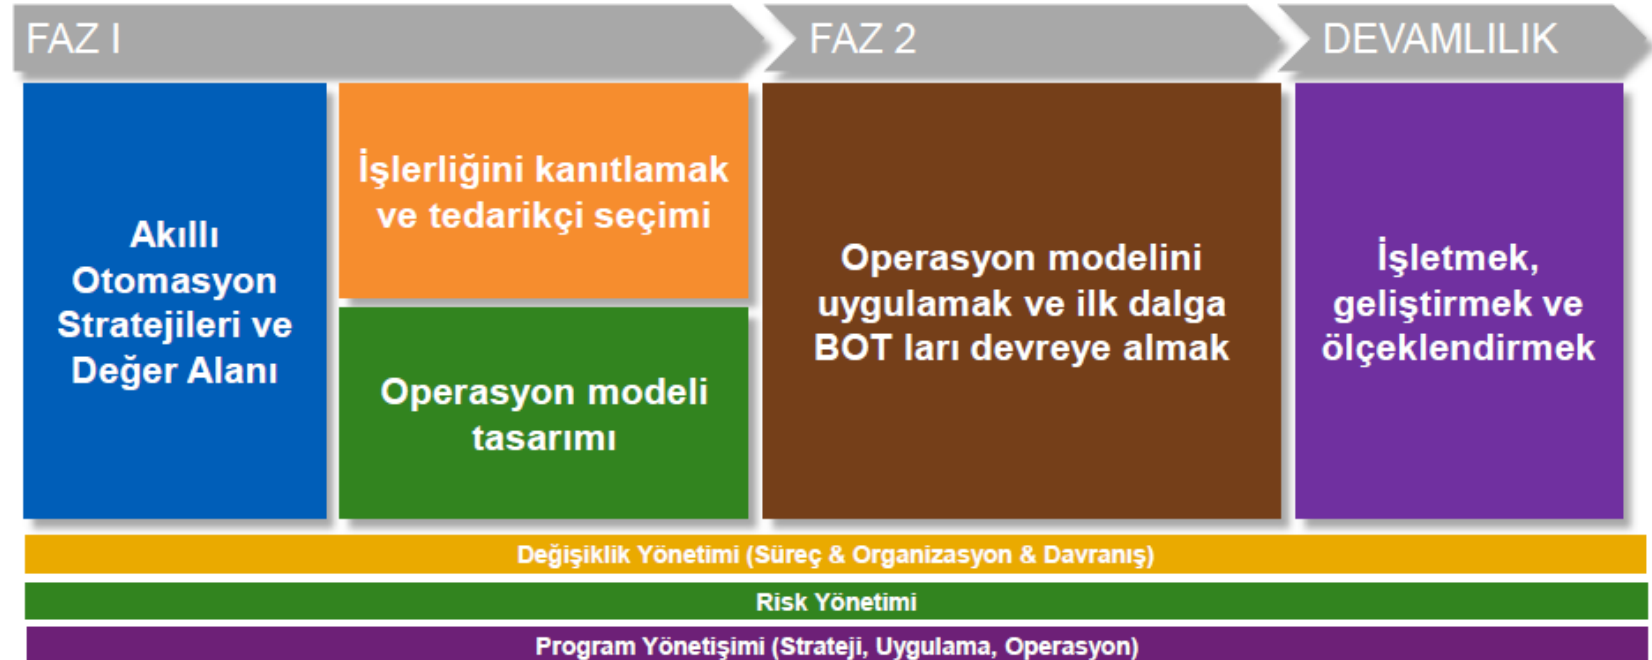 FAZ I
FAZ 2
DEVAMLILIK
Akıllı
Otomasyon
Stratejileri ve
Değer Alanı
İşlerliğini kanıtlamak
ve tedarikçi seçimi
Operasyon modeli
tasarımı
Operasyon modelini
uygulamak ve ilk dalga
BOT ları devreye almak
İşletmek,
geliştirmek ve
ölçeklendirmek
Değişiklik Yönetimi (Süreç & Organizasyon & Davranış)
Risk Yönetimi
Program Yönetişimi (Strateji, Uygulama, Operasyon)